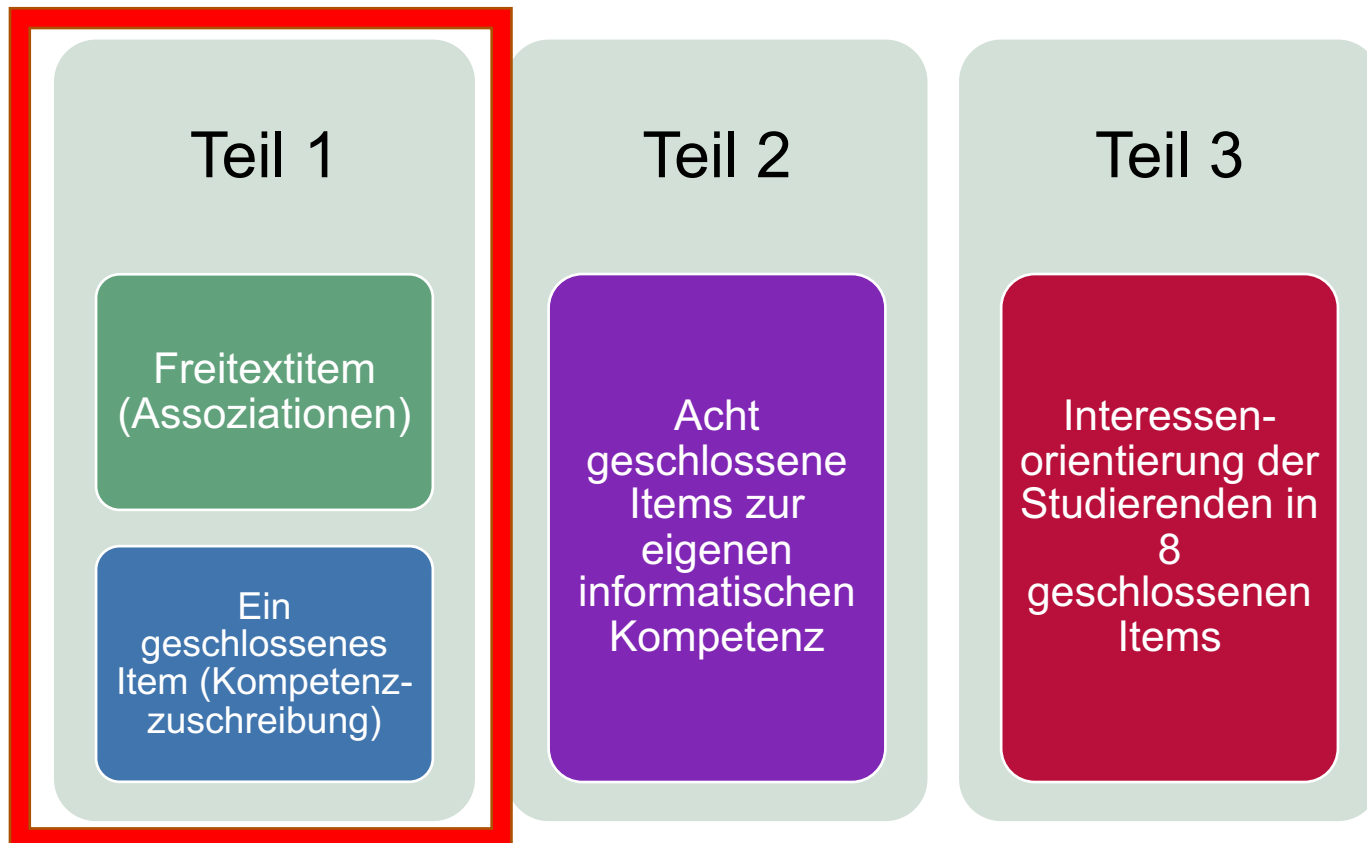 Teil 1
Freitextitem
(Assoziationen)
Ein
geschlossenes
Item (Kompetenz-
zuschreibung)
Teil 2
Acht
geschlossene
Items zur
eigenen
informatischen
Kompetenz
Teil 3
Interessen-
orientierung der
Studierenden in
8
geschlossenen
Items